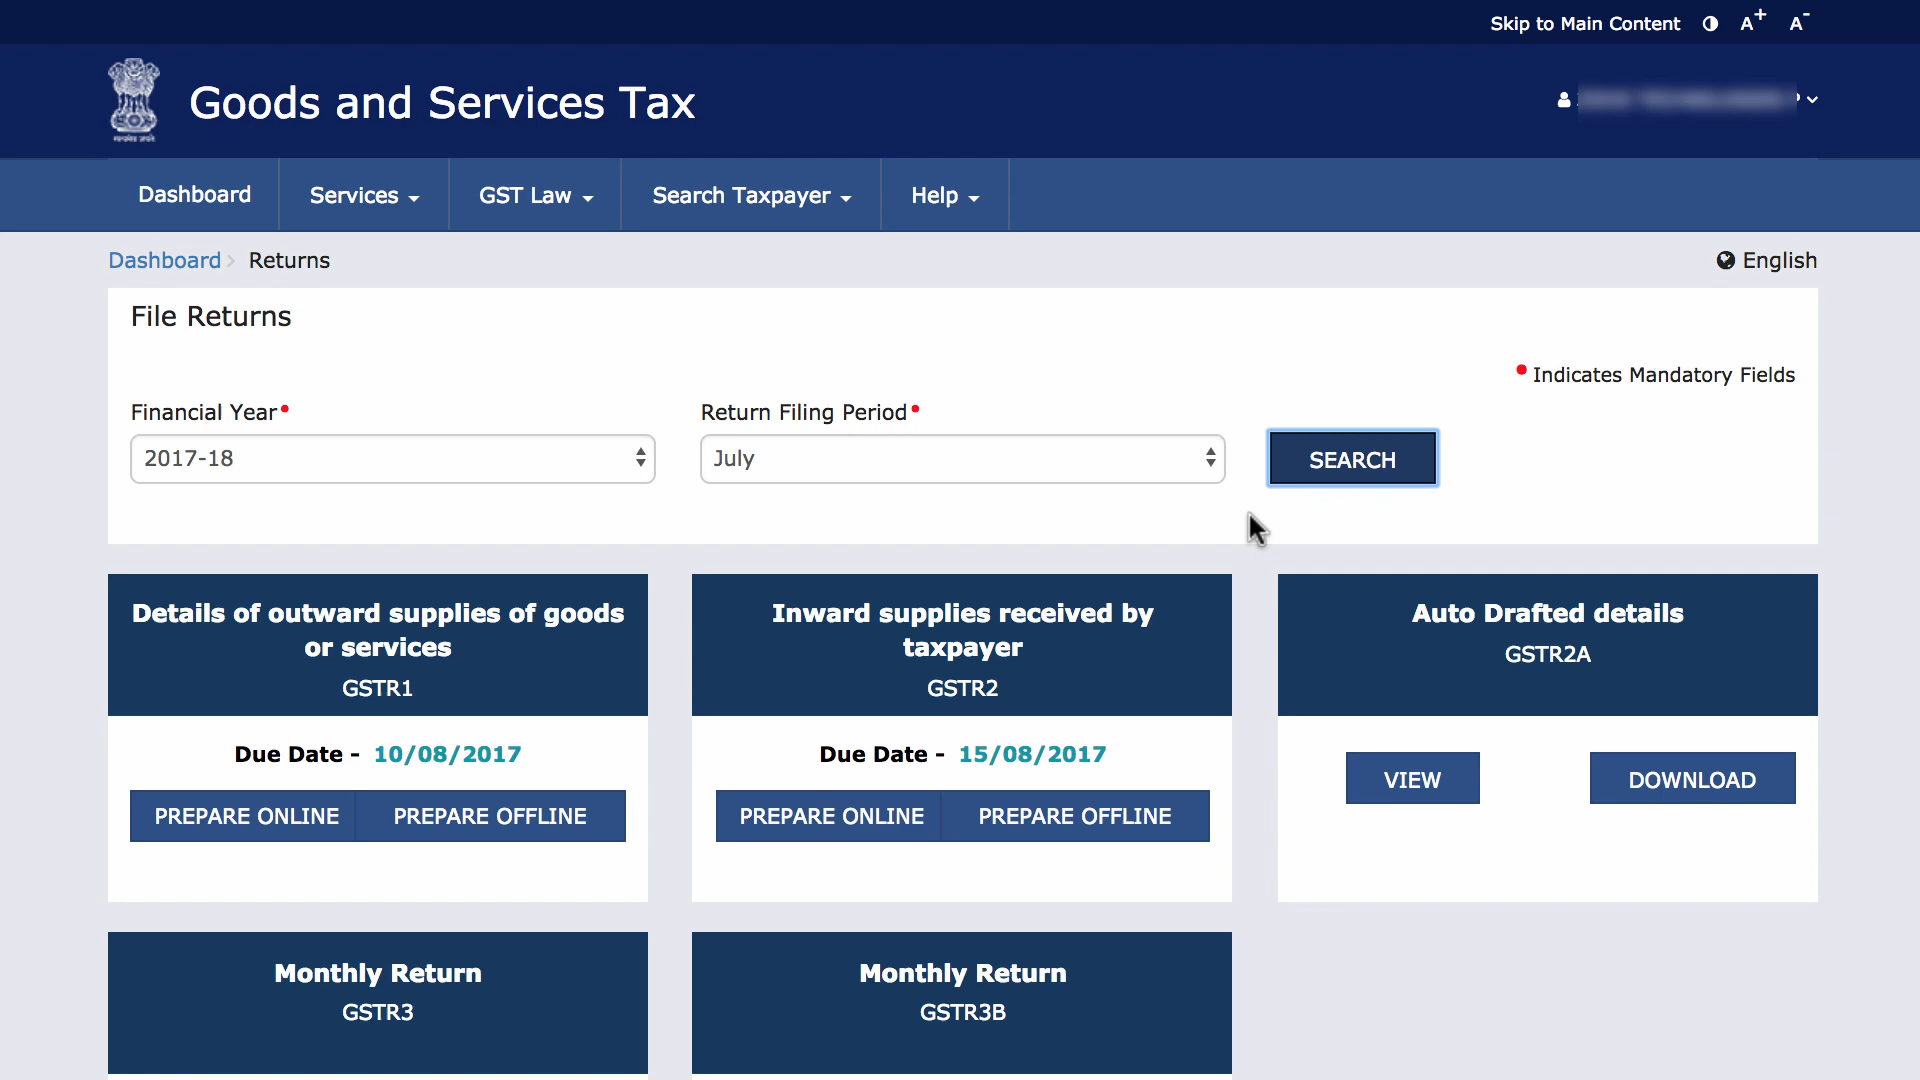 Skip to Main Content A+ A-
Goods and Services Tax
Dashboard Services GST Law Search Taxpayer Help
Dashboard Returns English
File Returns
Indicates Mandatory Fields
Financial Year Return Filing Period
2017-18 July SEARCH
Details of outward supplies of goods
or services
GSTR1
Due Date - 10/08/2017
PREPARE ONLINE PREPARE OFFLINE
Inward supplies received by
taxpayer
GSTR2
Due Date - 15/08/2017
PREPARE ONLINE PREPARE OFFLINE
Auto Drafted details
GSTR2A
VIEW DOWNLOAD
Monthly Return
GSTR3
Monthly Return
GSTR3B